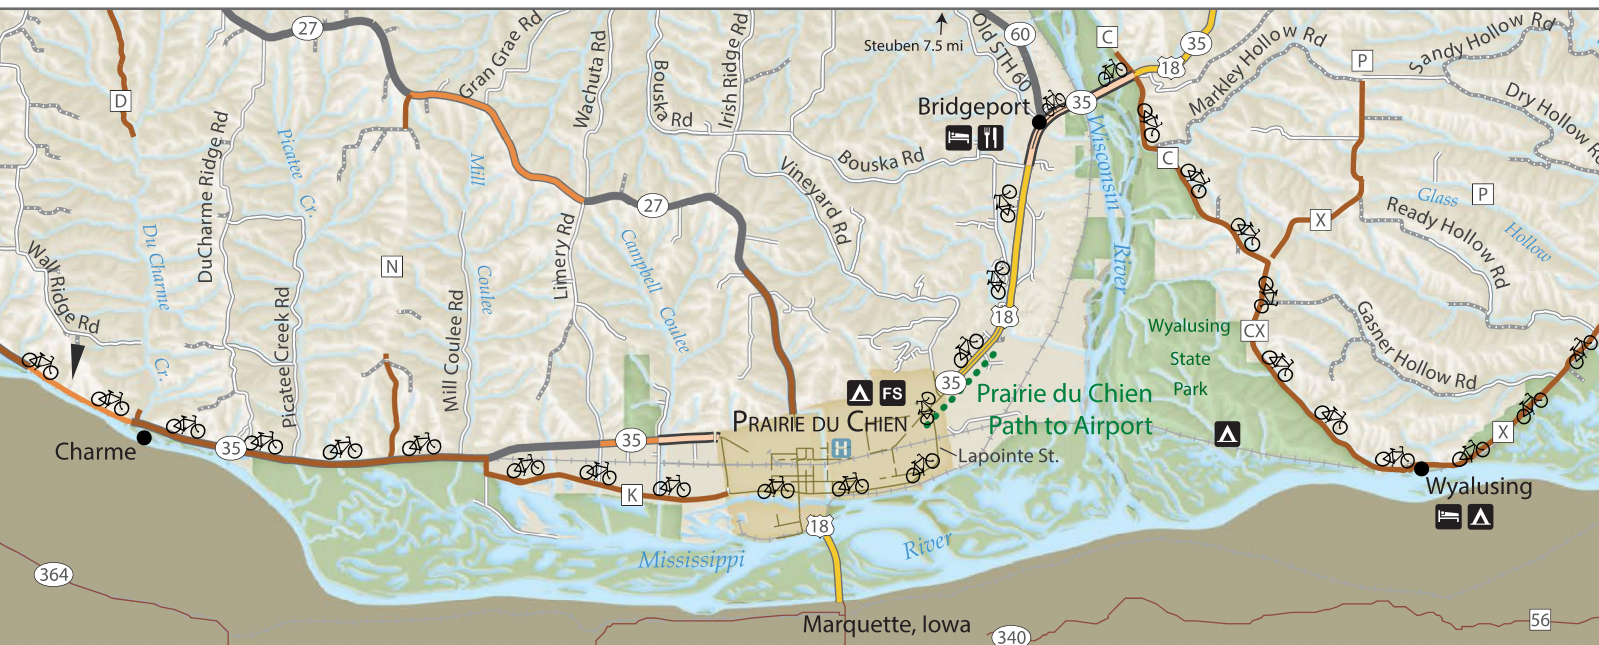 27
Gran Grae Rd
Wachuta Rd
Bouska
Rd
Irish Ridge Rd
Steuben 7.5 mi
Old STH 60
60
C
35
18
Markley Hollow Rd
P
Sandy Hollow Rd
Dry Hollow Rd
D
DuCharme Ridge Rd
Picatee
Cr.
Mill
Coulee
Bridgeport
35
Wisconsin
River
C
Bouska Rd
Vineyard Rd
27
Glass
Hollow
P
X
Ready Hollow Rd
Wall Ridge Rd
Du Charme
Cr.
N
Limery Rd
Campbell
Coulee
Picatee Creek Rd
Mill Coulee Rd
18
Wyalusing
State
Park
CX
Gasner Hollow Rd
FS
35
Prairie du Chien
Path to Airport
Prairie du Chien
H
Lapointe St.
Charme
35
35
K
X
Wyalusing
18
Mississippi
River
364
Marquette, Iowa
340
56